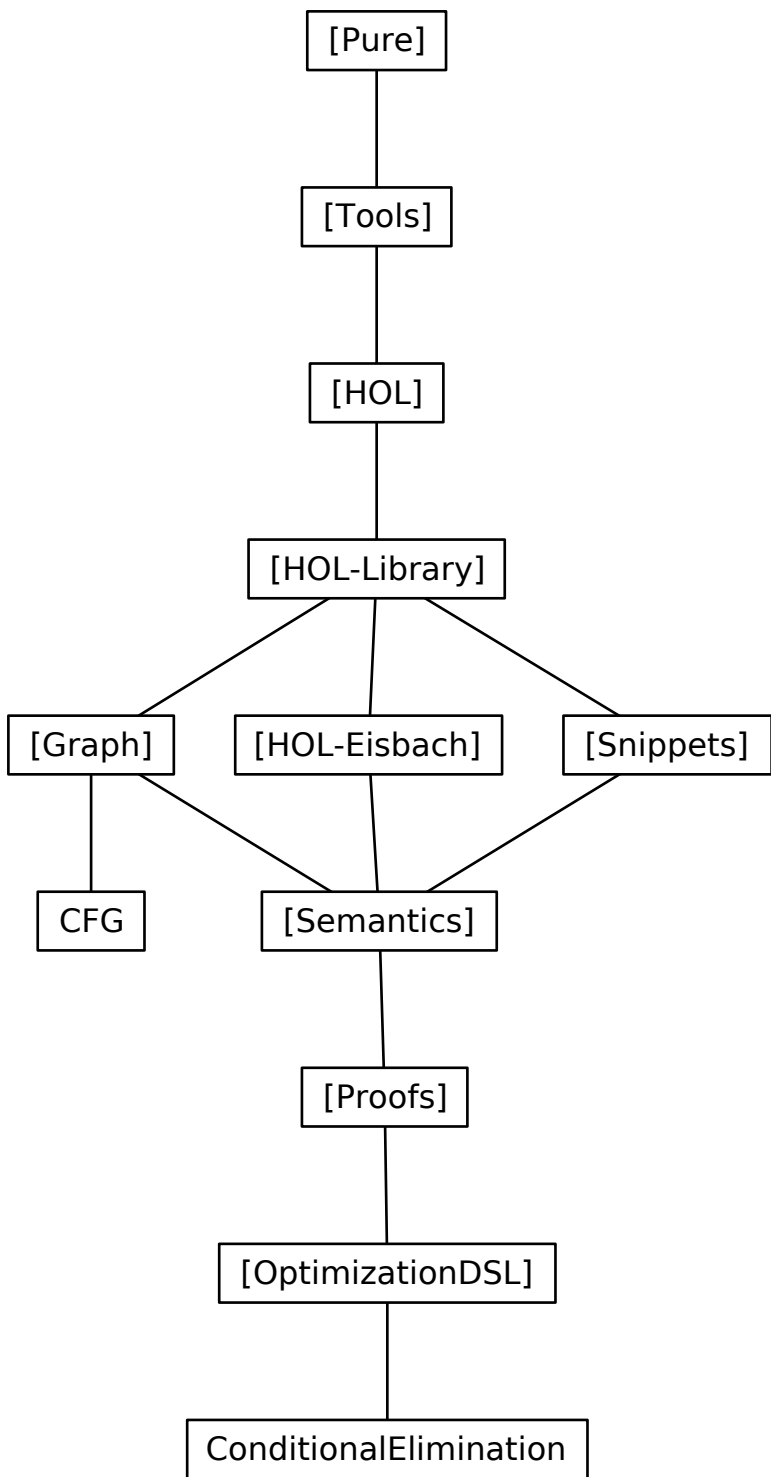 [Pure]
[Tools]
[HOL]
[HOL-Library]
[Graph]
[HOL-Eisbach]
[Snippets]
CFG
[Semantics]
[Proofs]
[OptimizationDSL]
ConditionalElimination